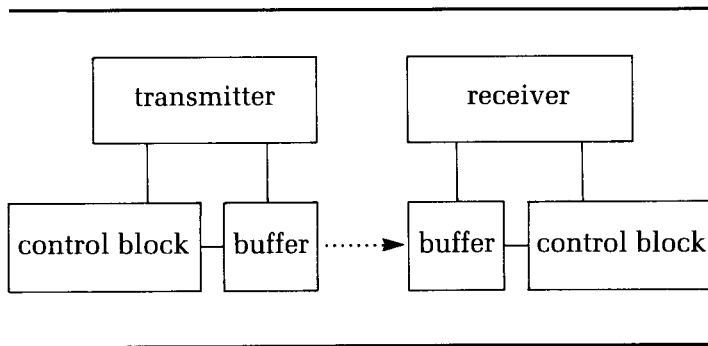 transmitter
receiver
control block
buffer
buffer
control block